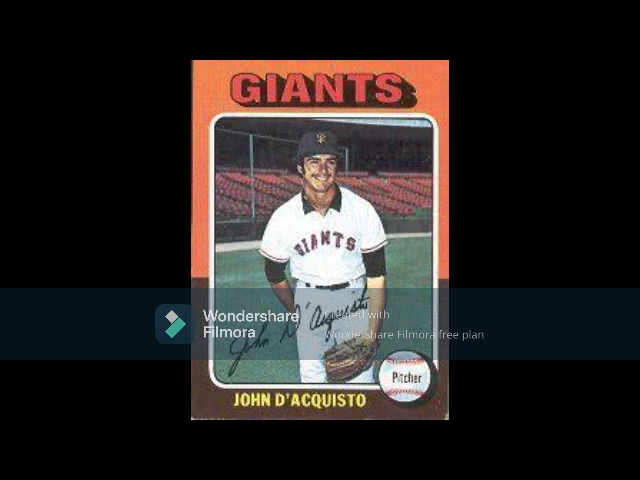 GIANTS
GIANTS
John D'Acquisto
Wondershare
Filmora
Created with
Wondershare Filmora free plan
Pitcher
JOHN D'ACQUISTO